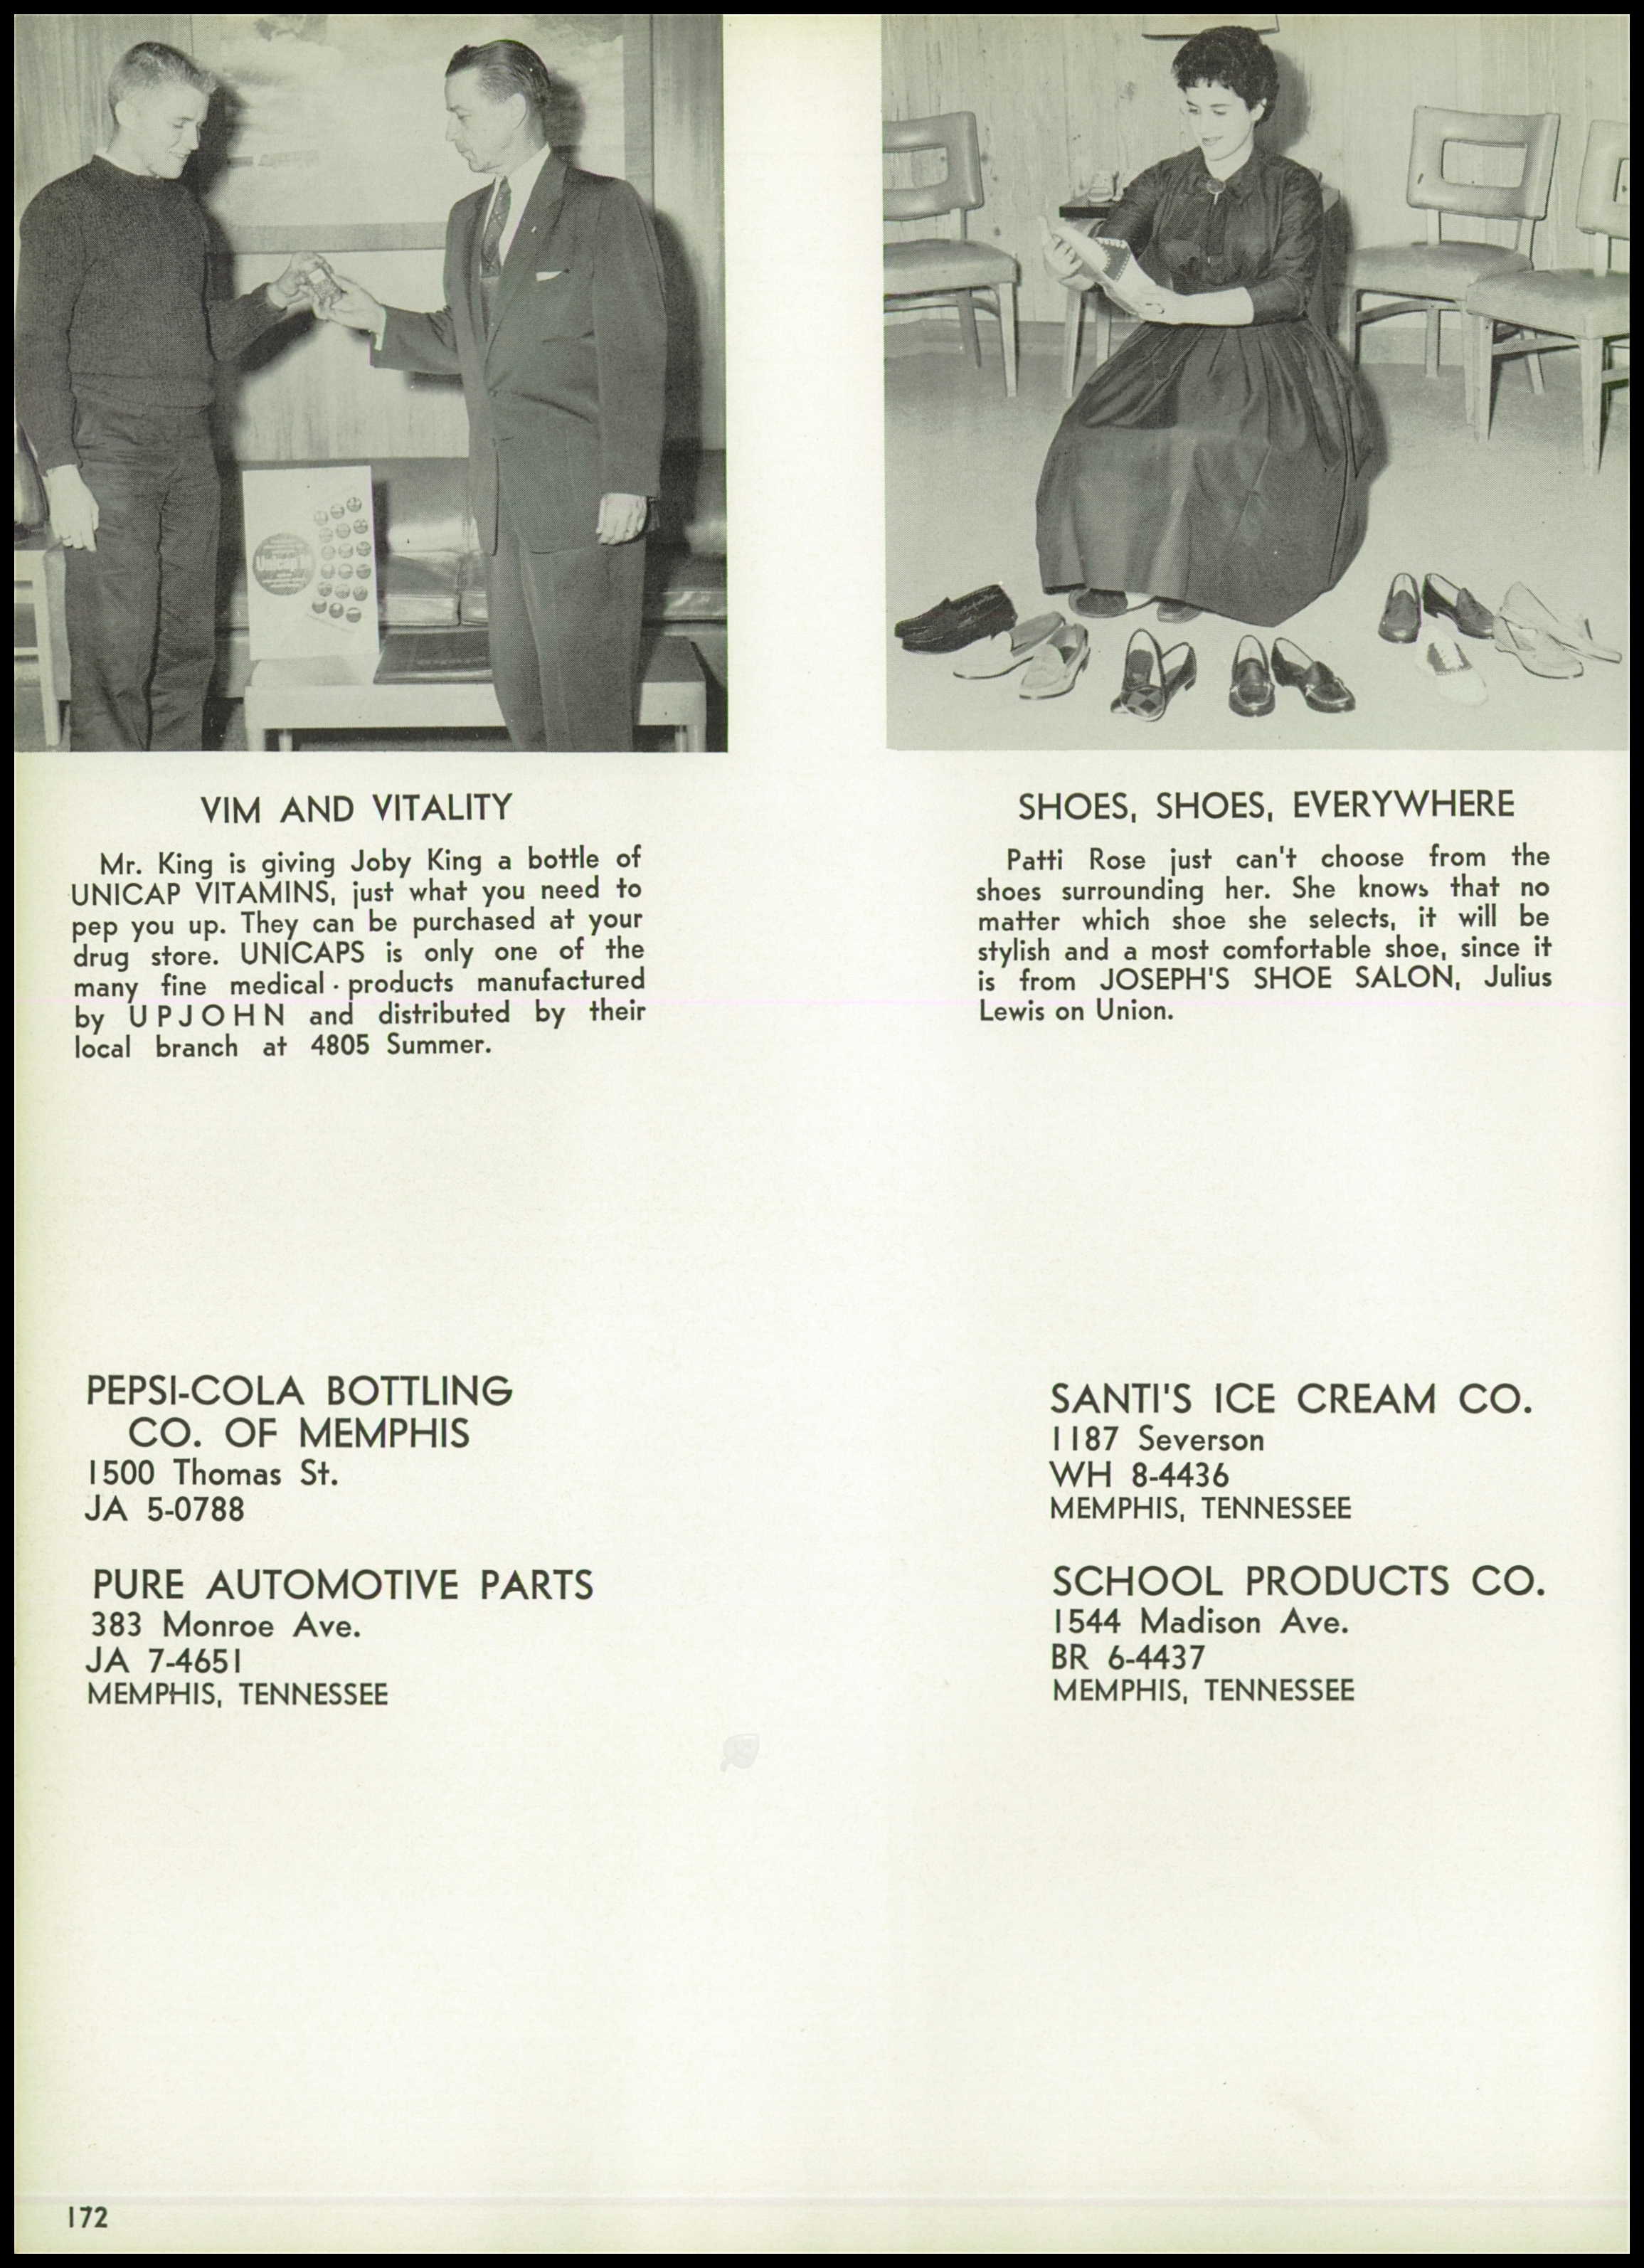 Unicap
VIM AND VITALITY
Mr. King is giving Joby King a bottle of
UNICAP VITAMINS, just what you need to
pep you up. They can be purchased at your
drug store. UNICAPS is only one of the
many fine medical products manufactured
by UPJOHN and distributed by their
local branch at 4805 Summer.
SHOES, SHOES, EVERYWHERE
Patti Rose just can't choose from the
shoes surrounding her. She knows that no
matter which shoe she selects, it will be
stylish and a most comfortable shoe, since it
is from JOSEPH'S SHOE SALON, Julius
Lewis on Union.
PEPSI-COLA BOTTLING
CO. OF MEMPHIS
1500 Thomas St.
JA 5-0788
PURE AUTOMOTIVE PARTS
383 Monroe Ave.
JA 7-4651
MEMPHIS, TENNESSEE
SANTI'S ICE CREAM CO.
1187 Severson
WH 8-4436
MEMPHIS, TENNESSEE
SCHOOL PRODUCTS CO.
1544 Madison Ave.
BR 6-4437
MEMPHIS, TENNESSEE
172